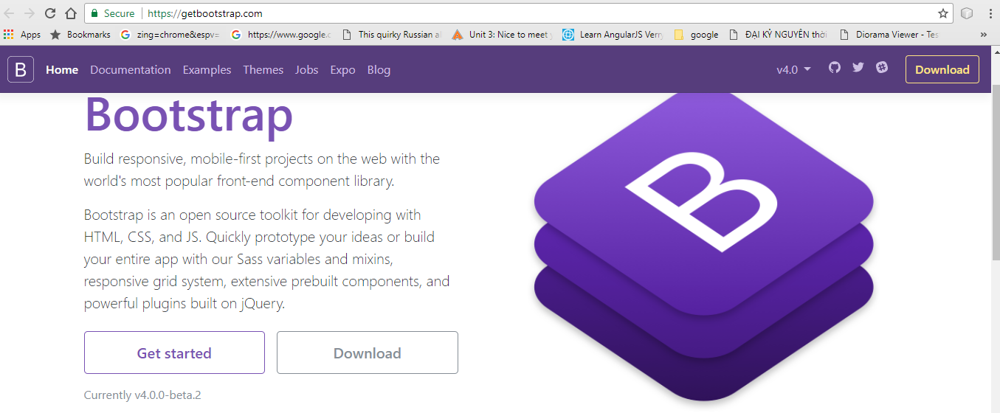 Secure https://getbootstrap.com
Apps Bookmarks zing=chrome&espv= https://www.google.c This quirky Russian al Unit 3: Nice to meet y Learn AngularJS Very google ĐẠI KỶ NGUYÊN thời Diorama Viewer - Tes »
B Home Documentation Examples Themes Jobs Expo Blog v4.0 Download
Bootstrap
B
Build responsive, mobile-first projects on the web with the
world's most popular front-end component library.
Bootstrap is an open source toolkit for developing with
HTML, CSS, and JS. Quickly prototype your ideas or build
your entire app with our Sass variables and mixins,
responsive grid system, extensive prebuilt components, and
powerful plugins built on jQuery.
Get started Download
Currently v4.0.0-beta.2